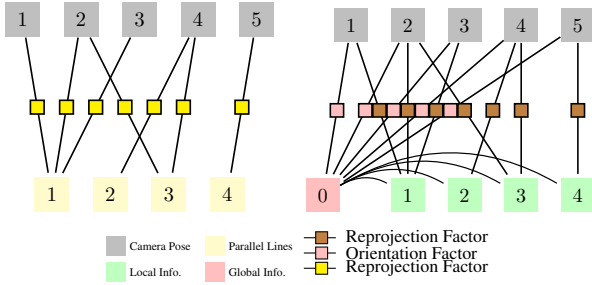 1 2 3 4 5
1 2 3 4 5
1 2 3 4
0 1 2 3 4
Camera Pose
Parallel Lines
Reprojection Factor
Orientation Factor
Local Info.
Global Info.
Reprojection Factor